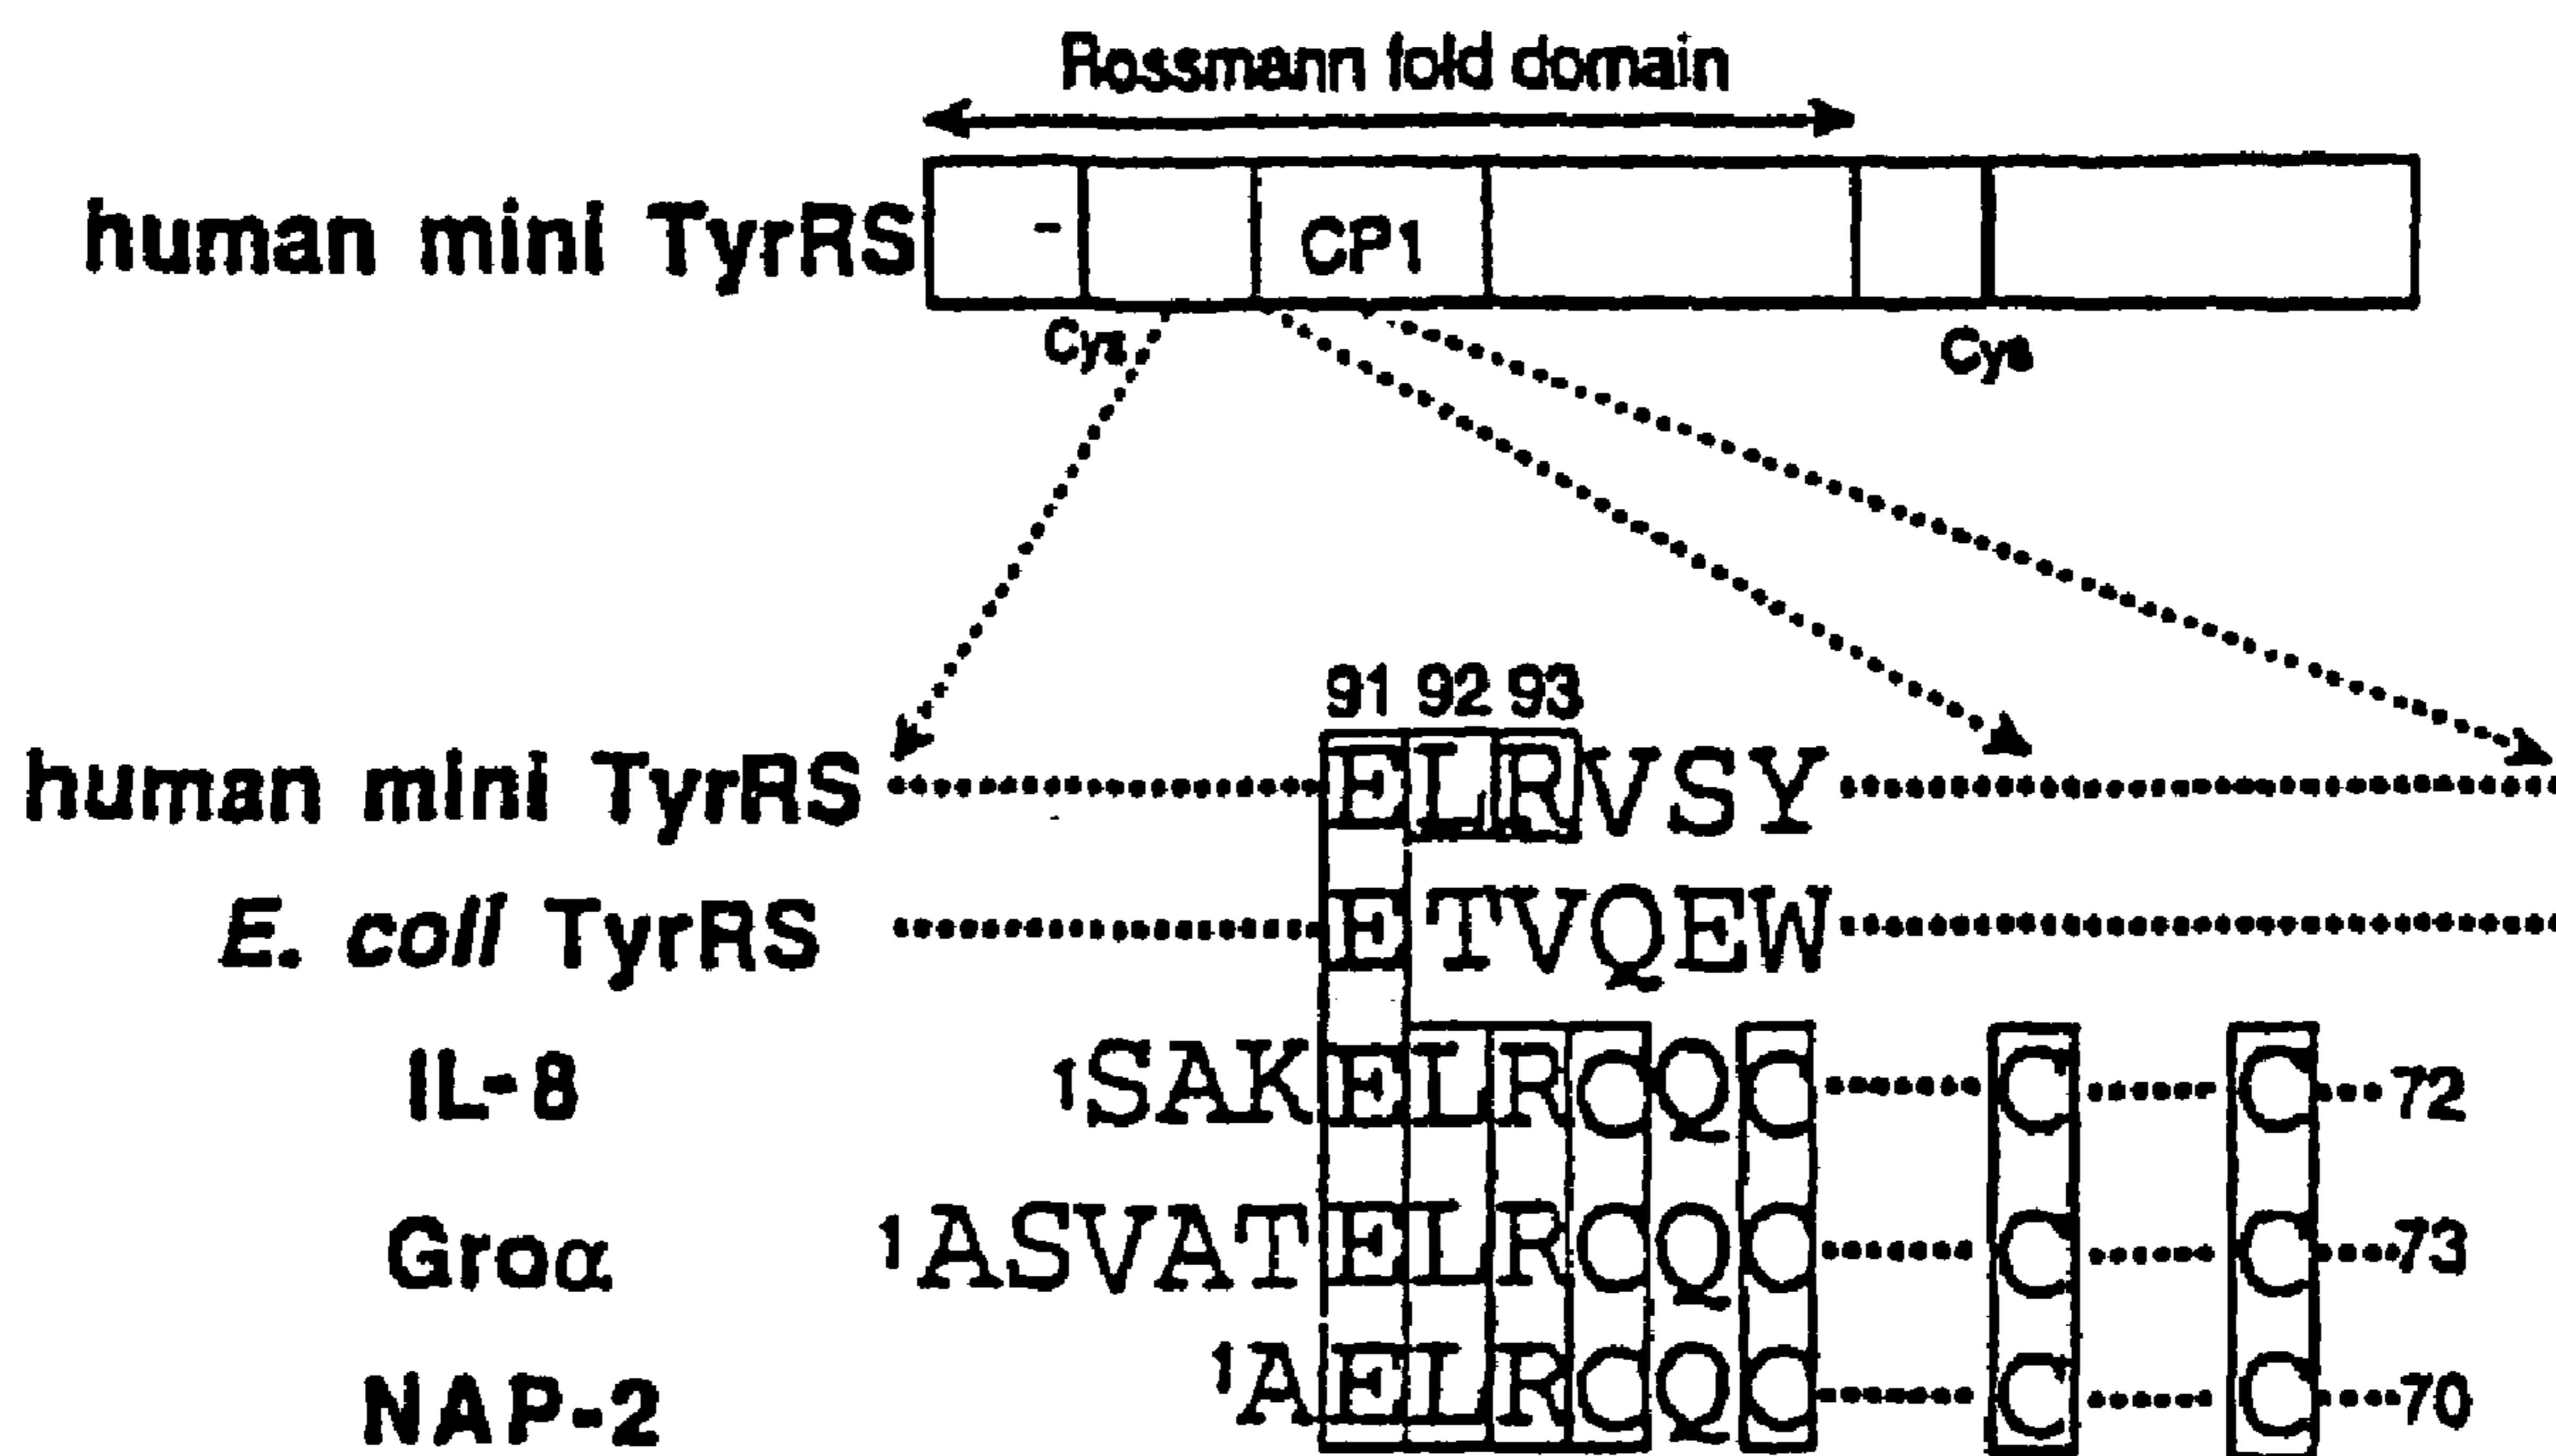 Rossmann fold domain
human mini TyrRS - CP1
Cys Cys
91 92 93
human mini TyrRS ELRVSY
E. coli TyrRS ETVQEW
IL-8 1SAKELRCQC C C 72
Groα 1ASVATELRCQC C C 73
NAP-2 1AELRCQC C C 70